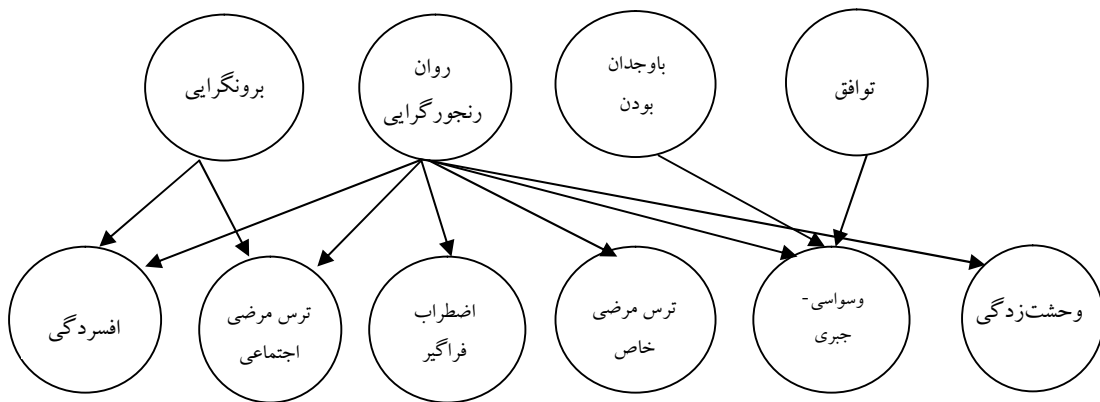 توافق
باوجدان
بودن
روان
رنجورگرایی
برونگرایی
وحشت‌زدگی
وسواسی-
جبری
ترس مرضی
خاص
اضطراب
فراگیر
ترس مرضی
اجتماعی
افسردگی